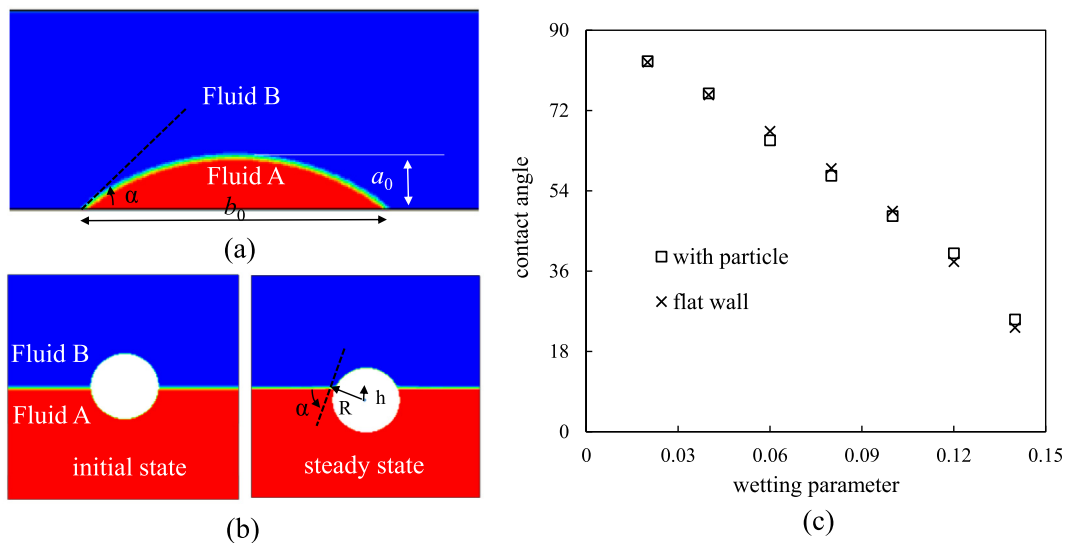 Fluid B
Fluid A
a0
α
b0
(a)
Fluid B
Fluid A
initial state
α
R
h
steady state
(b)
90
72
54
36
18
0
contact angle
with particle
flat wall
0
0.03
0.06
0.09
0.12
0.15
wetting parameter
(c)